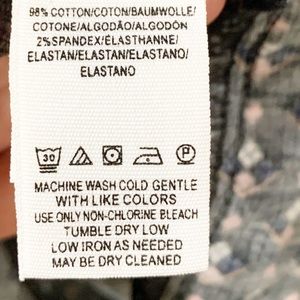 98% COTTON/COTON/BAUMWOLLE/
COTONE/ALGODÃO/ALGODÓN
2% SPANDEX/ÉLASTHANNE/
ELASTAN/ELASTAN/ELASTANO/
ELASTANO
30
P
MACHINE WASH COLD GENTLE
WITH LIKE COLORS
USE ONLY NON-CHLORINE BLEACH
TUMBLE DRY LOW
LOW IRON AS NEEDED
MAY BE DRY CLEANED